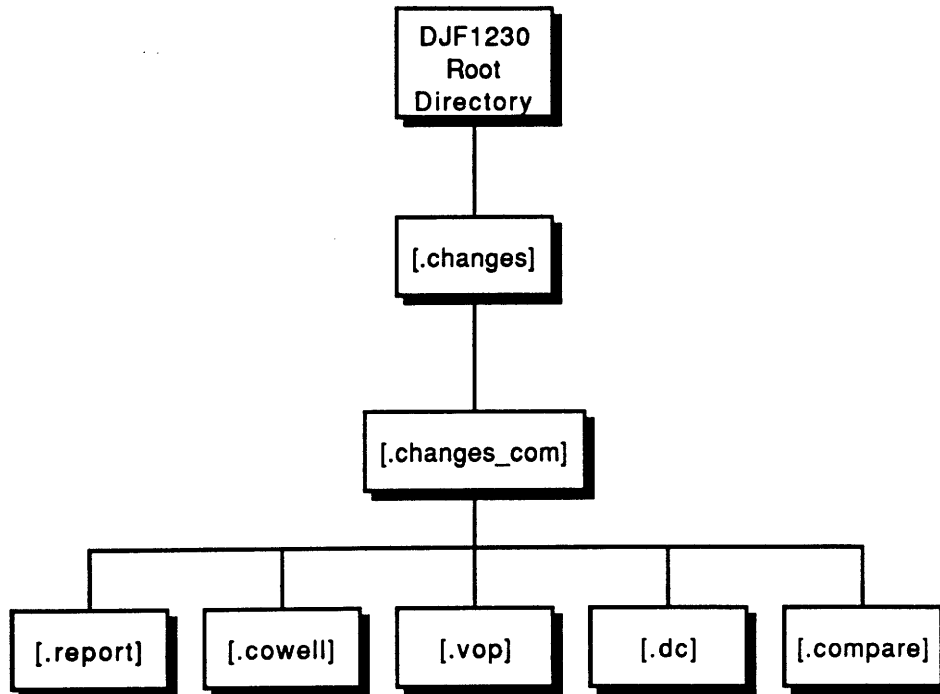 DJF1230
Root
Directory
[.changes]
[.changes_com]
[.report]
[.cowell]
[.vop]
[.dc]
[.compare]